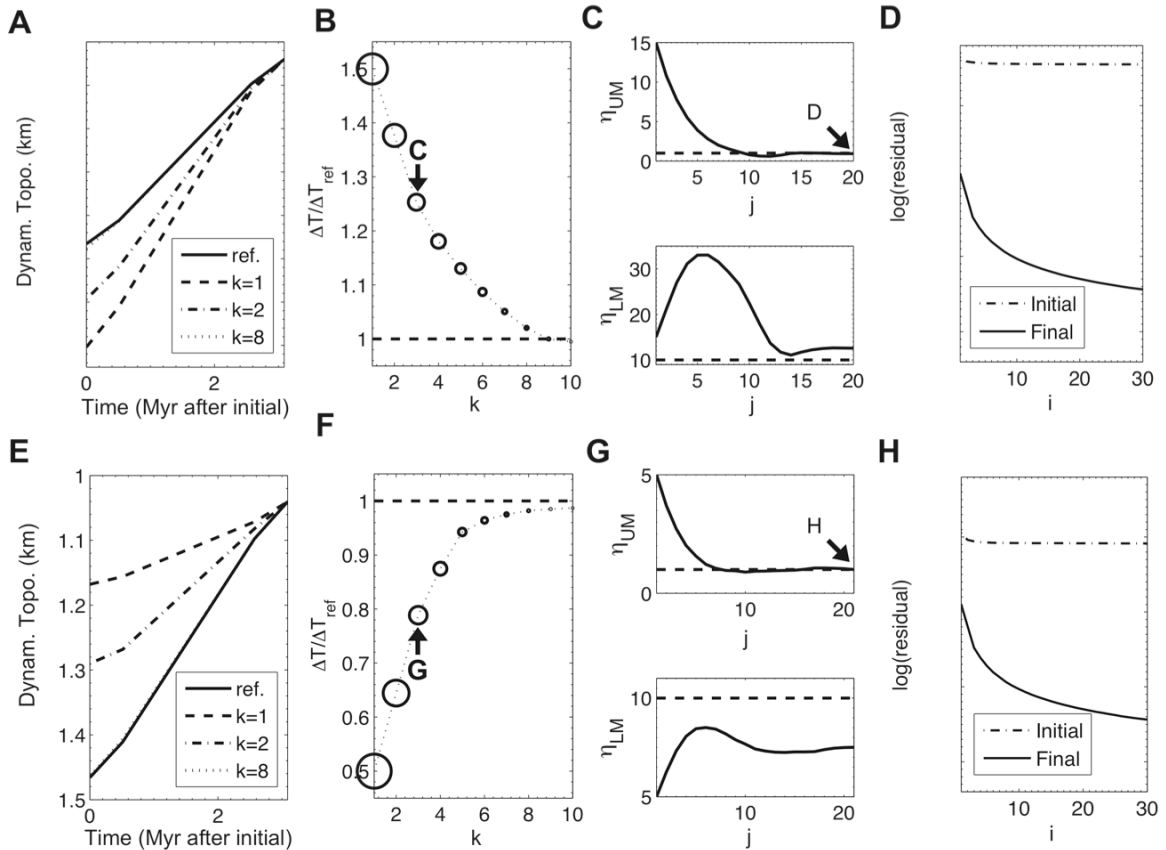 A
Dynam. Topo. (km)
ref.
k=1
k=2
k=8
0
2
Time (Myr after initial)
B
ΔT/ΔT_ref
1.5
1.4
1.3
1.2
1.1
1
C
2
4
6
8
10
k
C
η_UM
15
10
5
1
D
5
10
15
20
j
η_LM
30
20
10
5
10
15
20
j
D
log(residual)
Initial
Final
10
20
30
i
E
Dynam. Topo. (km)
1
1.1
1.2
1.3
1.4
1.5
ref.
k=1
k=2
k=8
0
2
Time (Myr after initial)
F
ΔT/ΔT_ref
1
0.9
0.8
0.7
0.6
0.5
G
2
4
6
8
10
k
G
η_UM
5
1
0
H
10
20
j
η_LM
10
5
10
20
j
H
log(residual)
Initial
Final
10
20
30
i